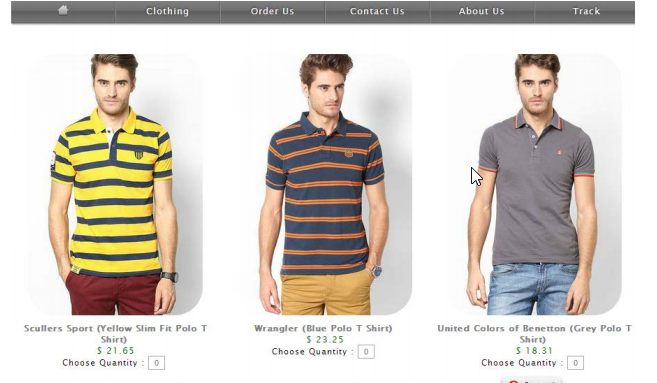 Clothing Order Us Contact Us About Us Track
Scullers Sport (Yellow Slim Fit Polo T
Shirt)
$ 21.65
Choose Quantity : 0
Wrangler (Blue Polo T Shirt)
$ 23.25
Choose Quantity : 0
United Colors of Benetton (Grey Polo T
Shirt)
$ 18.31
Choose Quantity : 0